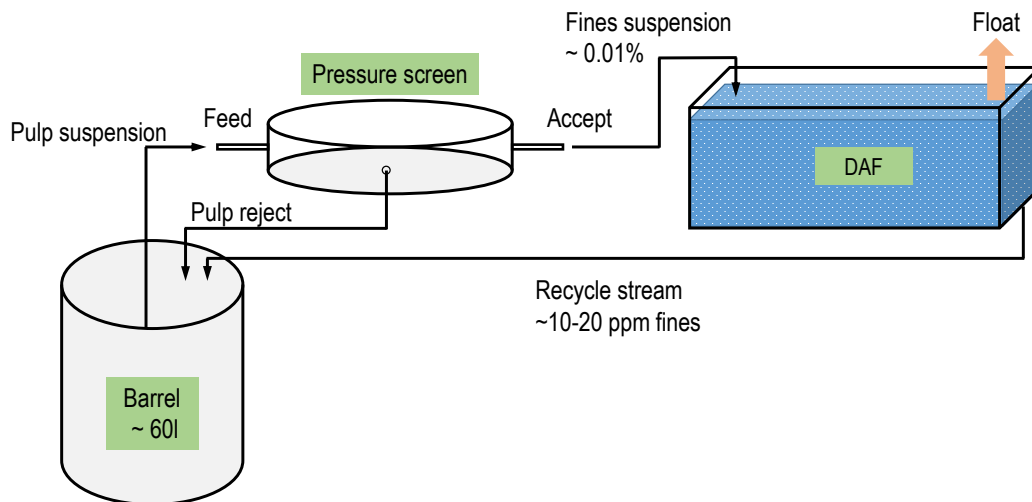 Fines suspension
~ 0.01%
Float
Pressure screen
Feed
Accept
Pulp suspension
DAF
Pulp reject
Recycle stream
~10-20 ppm fines
Barrel
~ 60l